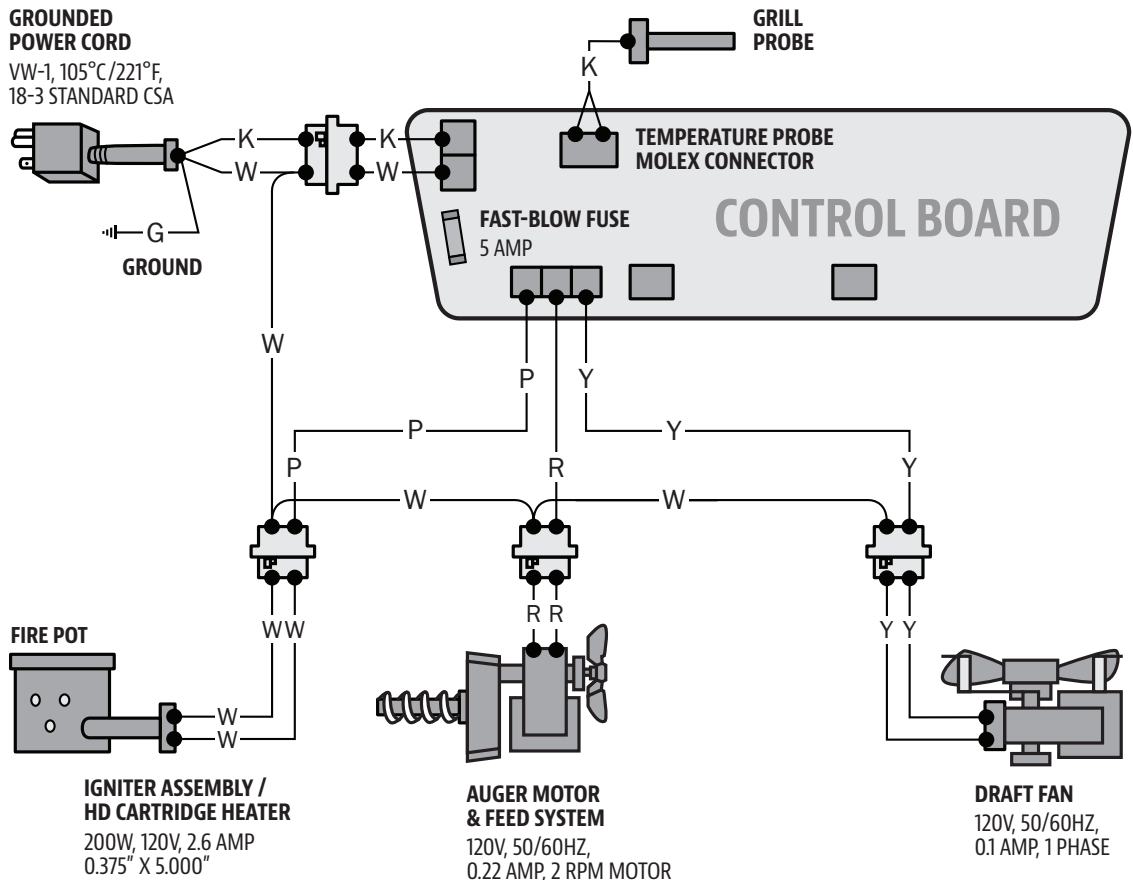 GROUNDED
POWER CORD
VW-1, 105°C/221°F,
18-3 STANDARD CSA
GRILL
PROBE
K
TEMPERATURE PROBE
MOLEX CONNECTOR
K
K
W
W
CONTROL BOARD
FAST-BLOW FUSE
5 AMP
G
GROUND
W
P
Y
P
Y
P
R
Y
W
W
R R
W W
Y Y
FIRE POT
W
W
IGNITER ASSEMBLY /
HD CARTRIDGE HEATER
200W, 120V, 2.6 AMP
0.375" X 5.000"
AUGER MOTOR
& FEED SYSTEM
120V, 50/60HZ,
0.22 AMP, 2 RPM MOTOR
DRAFT FAN
120V, 50/60HZ,
0.1 AMP, 1 PHASE